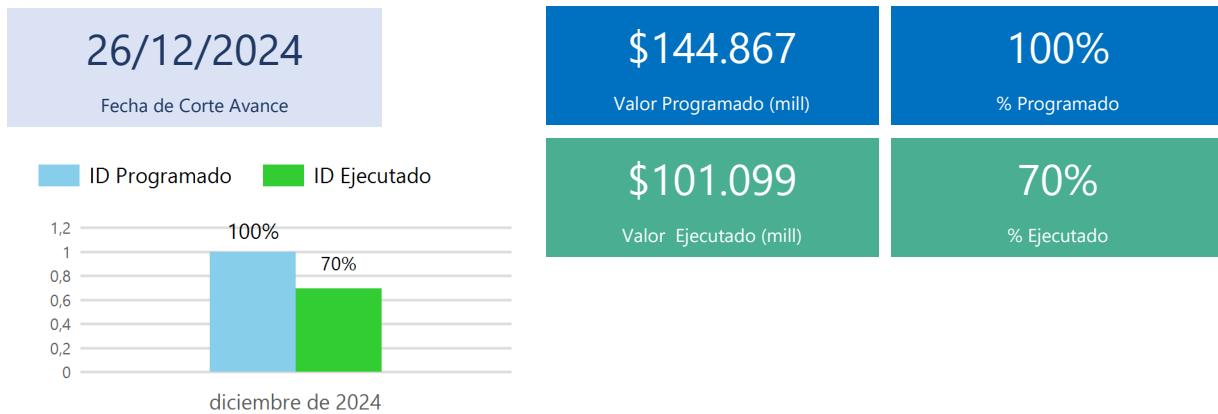 26/12/2024
Fecha de Corte Avance
$144.867
Valor Programado (mill)
100%
% Programado
$101.099
Valor  Ejecutado (mill)
70%
% Ejecutado
ID Programado
ID Ejecutado
1,2
1
0,8
0,6
0,4
0,2
0
100%
70%
diciembre de 2024